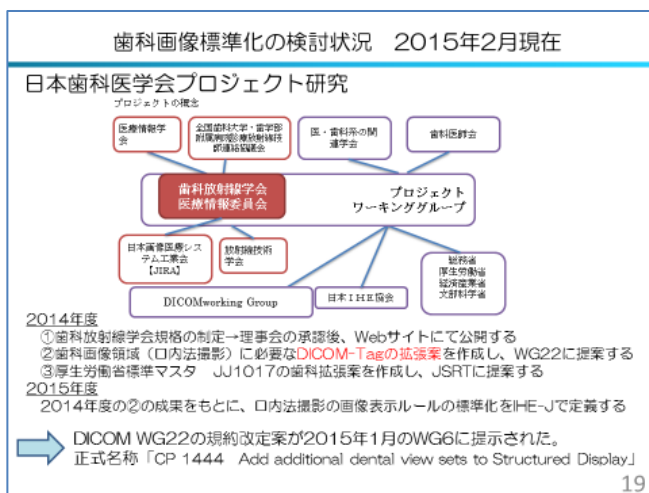 歯科画像標準化の検討状況 2015年2月現在
日本歯科医学会プロジェクト研究
プロジェクトの概念
医療情報学
会
全国歯科大学・歯学部
附属病院診療放射線技
師連絡協議会
医・歯科系の関
連学会
歯科医師会
歯科放射線学会
医療情報委員会
プロジェクト
ワーキンググループ
日本画像医療シス
テム工業会
【JIRA】
放射線技術
学会
総務省
厚生労働省
経済産業省
文部科学省
DICOMworking Group
日本IHE協会
2014年度
①歯科放射線学会規格の制定→理事会の承認後、Webサイトにて公開する
②歯科画像領域（口内法撮影）に必要なDICOM-Tagの拡張案を作成し、WG22に提案する
③厚生労働省標準マスタ JJ1017の歯科拡張案を作成し、JSRTに提案する
2015年度
2014年度の②の成果をもとに、口内法撮影の画像表示ルールの標準化をIHE-Jで定義する
DICOM WG22の規約改定案が2015年1月のWG6に提示された。
正式名称「CP 1444 Add additional dental view sets to Structured Display」
19